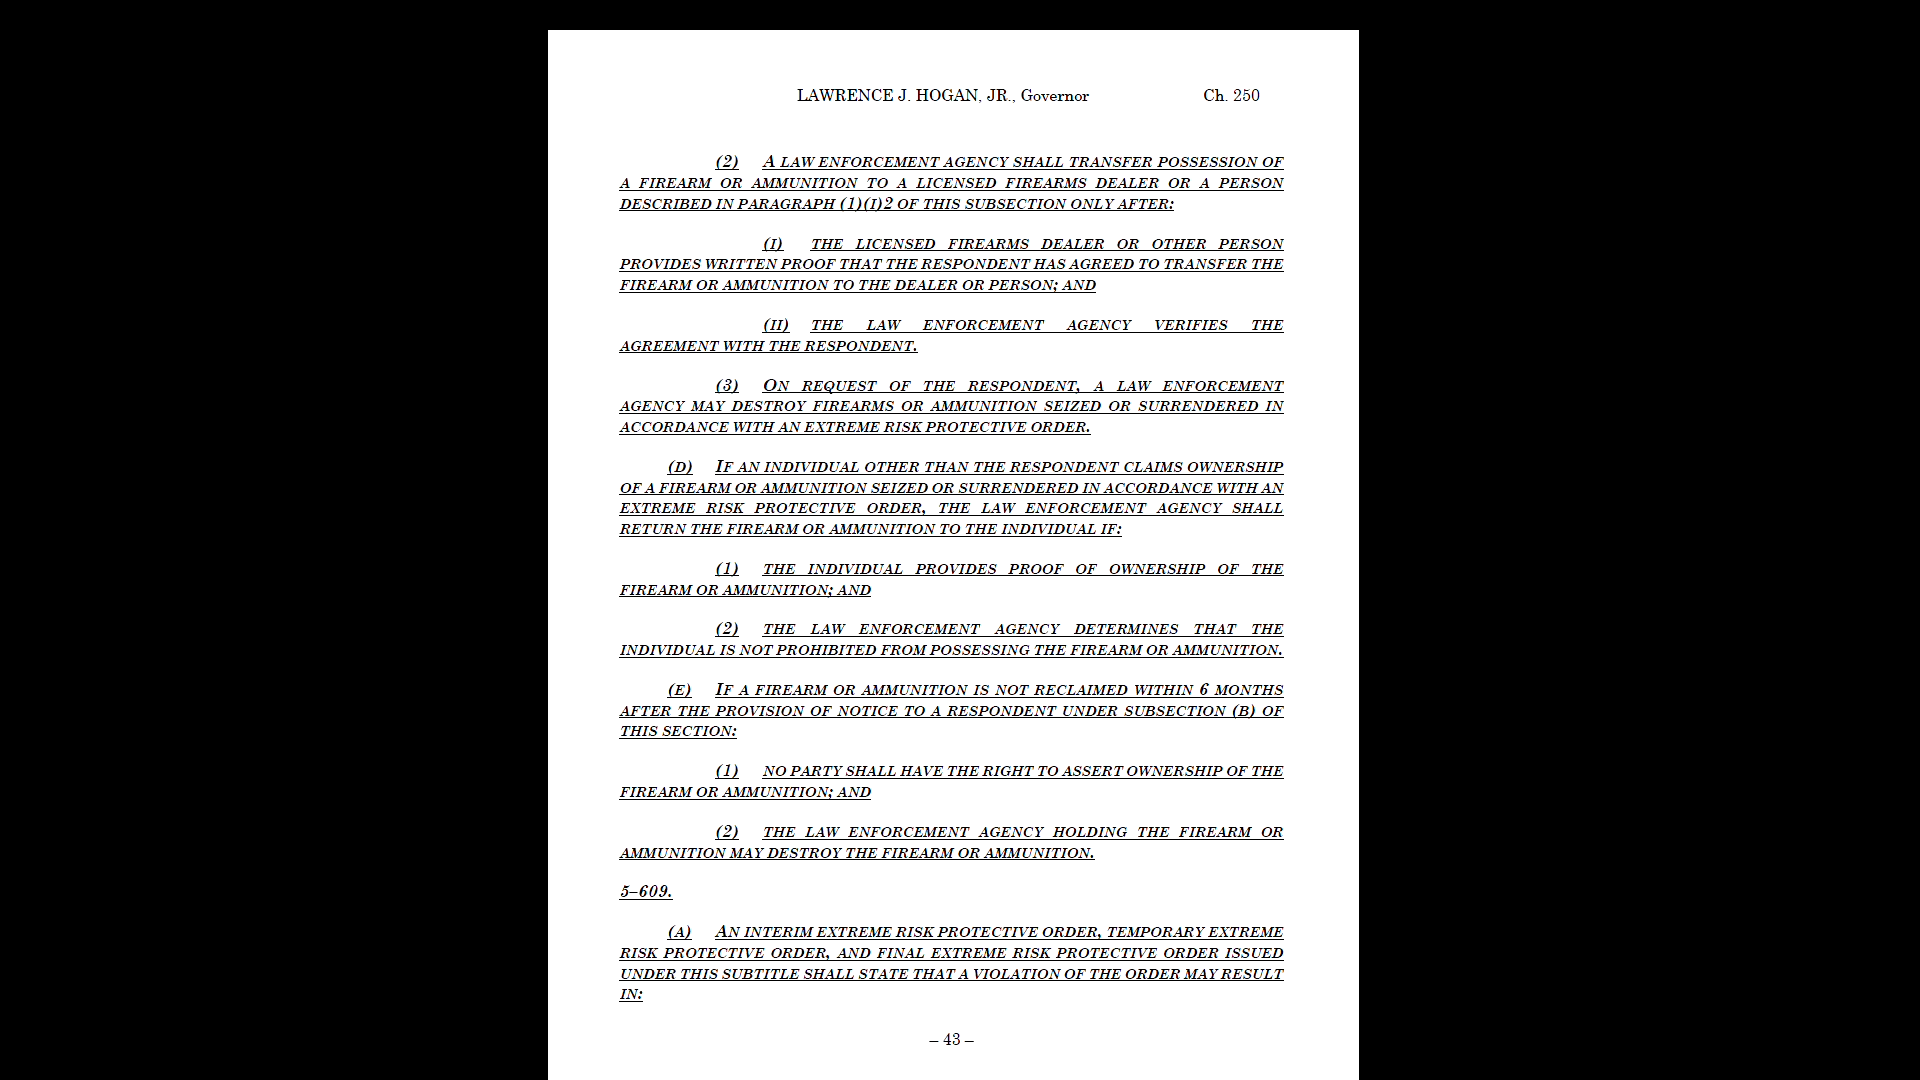 LAWRENCE J. HOGAN, JR., Governor Ch. 250
(2) A LAW ENFORCEMENT AGENCY SHALL TRANSFER POSSESSION OF
A FIREARM OR AMMUNITION TO A LICENSED FIREARMS DEALER OR A PERSON
DESCRIBED IN PARAGRAPH (1)(I)2 OF THIS SUBSECTION ONLY AFTER:
(I) THE LICENSED FIREARMS DEALER OR OTHER PERSON
PROVIDES WRITTEN PROOF THAT THE RESPONDENT HAS AGREED TO TRANSFER THE
FIREARM OR AMMUNITION TO THE DEALER OR PERSON; AND
(II) THE LAW ENFORCEMENT AGENCY VERIFIES THE
AGREEMENT WITH THE RESPONDENT.
(3) ON REQUEST OF THE RESPONDENT, A LAW ENFORCEMENT
AGENCY MAY DESTROY FIREARMS OR AMMUNITION SEIZED OR SURRENDERED IN
ACCORDANCE WITH AN EXTREME RISK PROTECTIVE ORDER.
(D) IF AN INDIVIDUAL OTHER THAN THE RESPONDENT CLAIMS OWNERSHIP
OF A FIREARM OR AMMUNITION SEIZED OR SURRENDERED IN ACCORDANCE WITH AN
EXTREME RISK PROTECTIVE ORDER, THE LAW ENFORCEMENT AGENCY SHALL
RETURN THE FIREARM OR AMMUNITION TO THE INDIVIDUAL IF:
(1) THE INDIVIDUAL PROVIDES PROOF OF OWNERSHIP OF THE
FIREARM OR AMMUNITION; AND
(2) THE LAW ENFORCEMENT AGENCY DETERMINES THAT THE
INDIVIDUAL IS NOT PROHIBITED FROM POSSESSING THE FIREARM OR AMMUNITION.
(E) IF A FIREARM OR AMMUNITION IS NOT RECLAIMED WITHIN 6 MONTHS
AFTER THE PROVISION OF NOTICE TO A RESPONDENT UNDER SUBSECTION (B) OF
THIS SECTION:
(1) NO PARTY SHALL HAVE THE RIGHT TO ASSERT OWNERSHIP OF THE
FIREARM OR AMMUNITION; AND
(2) THE LAW ENFORCEMENT AGENCY HOLDING THE FIREARM OR
AMMUNITION MAY DESTROY THE FIREARM OR AMMUNITION.
5–609.
(A) AN INTERIM EXTREME RISK PROTECTIVE ORDER, TEMPORARY EXTREME
RISK PROTECTIVE ORDER, AND FINAL EXTREME RISK PROTECTIVE ORDER ISSUED
UNDER THIS SUBTITLE SHALL STATE THAT A VIOLATION OF THE ORDER MAY RESULT
IN:
– 43 –